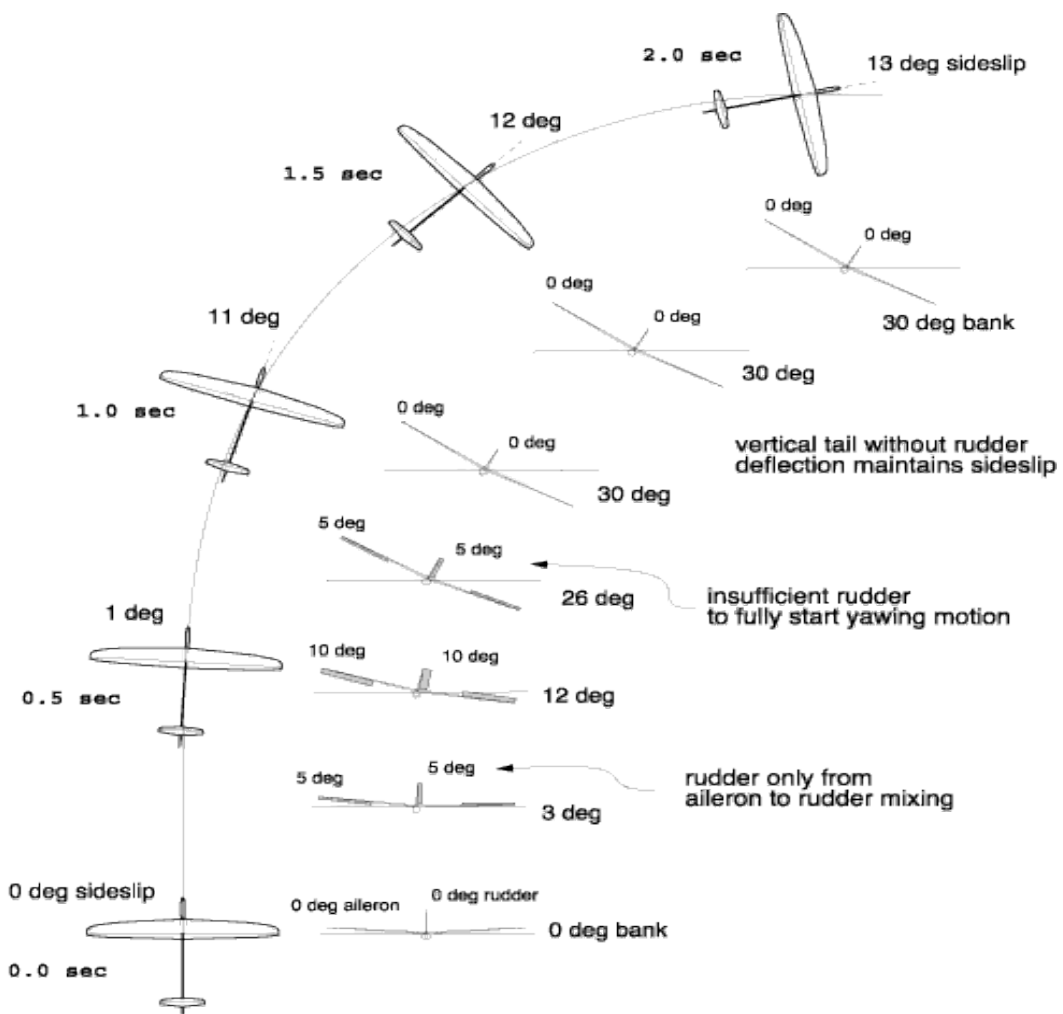 2.0 sec
13 deg sideslip
12 deg
1.5 sec
0 deg
0 deg
0 deg
0 deg
30 deg bank
11 deg
30 deg
1.0 sec
0 deg
0 deg
vertical tail without rudder
deflection maintains sideslip
30 deg
5 deg
5 deg
26 deg
insufficient rudder
to fully start yawing motion
1 deg
10 deg
10 deg
12 deg
0.5 sec
5 deg
5 deg
rudder only from
aileron to rudder mixing
3 deg
0 deg sideslip
0 deg aileron
0 deg rudder
0 deg bank
0.0 sec